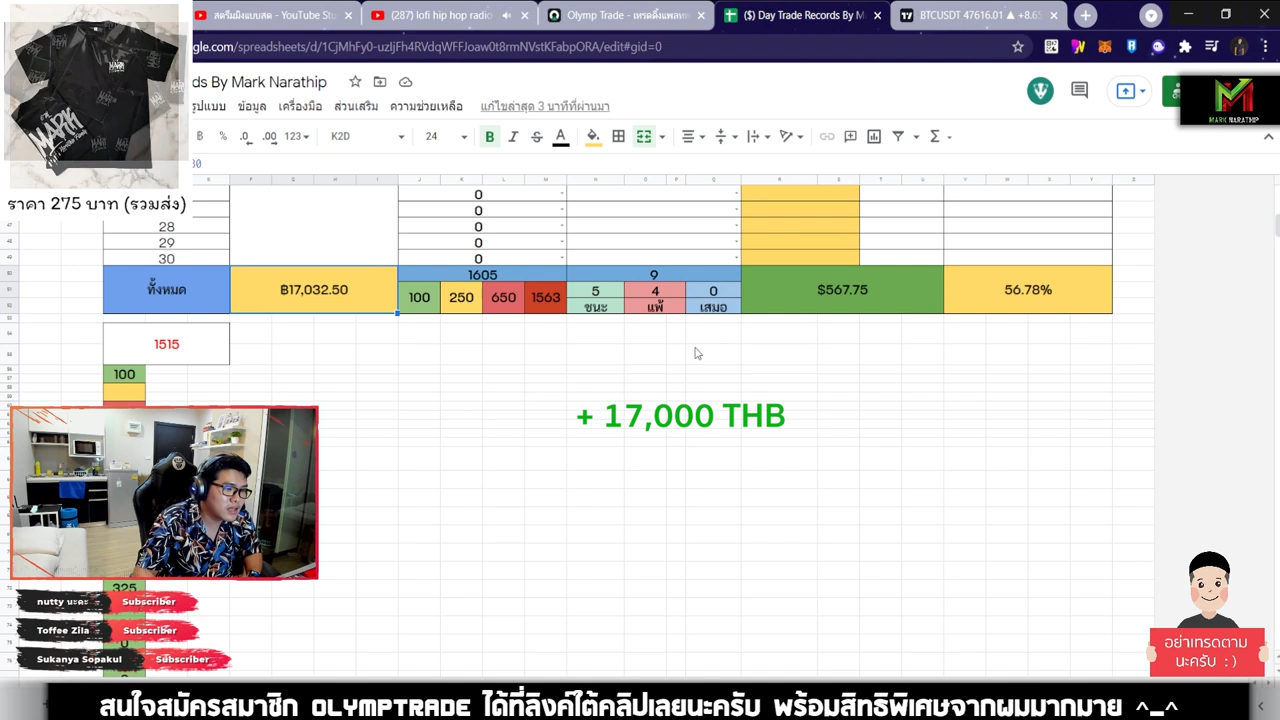 สตรีมมิงแบบสด - YouTube Stu
(287) lofi hip hop radio
Olymp Trade - เทรดดิ้งแพลทฟ
($) Day Trade Records By M
BTCUSDT 47616.01 ▲ +8.6
gle.com/spreadsheets/d/1CjMhFy0-uzIjFh4RVdqWFFJoaw0t8rmNVstKFabpORA/edit#gid=0
ds By Mark Narathip
รูปแบบ ข้อมูล เครื่องมือ ส่วนเสริม ความช่วยเหลือ แก้ไขล่าสุด 3 นาทีที่ผ่านมา
฿ % .0 .00 123 K2D 24 B I S A
MARK NARATHIP
MARK
ราคา 275 บาท (รวมส่ง)
0
0
28 0
29 0
30 0
ทั้งหมด ฿17,032.50 1605 9 $567.75 56.78%
100 250 650 1563 5 4 0
ชนะ แพ้ เสมอ
1515
100
+ 17,000 THB
325
nutty นะคะ Subscriber
Toffee Zila Subscriber
Sukanya Sopakul Subscriber
อย่าเทรดตาม
นะครับ : )
สนใจสมัครสมาชิก OLYMPTRADE ได้ที่ลิงค์ใต้คลิปเลยนะครับ พร้อมสิทธิพิเศษจากผมมากมาย ^_^